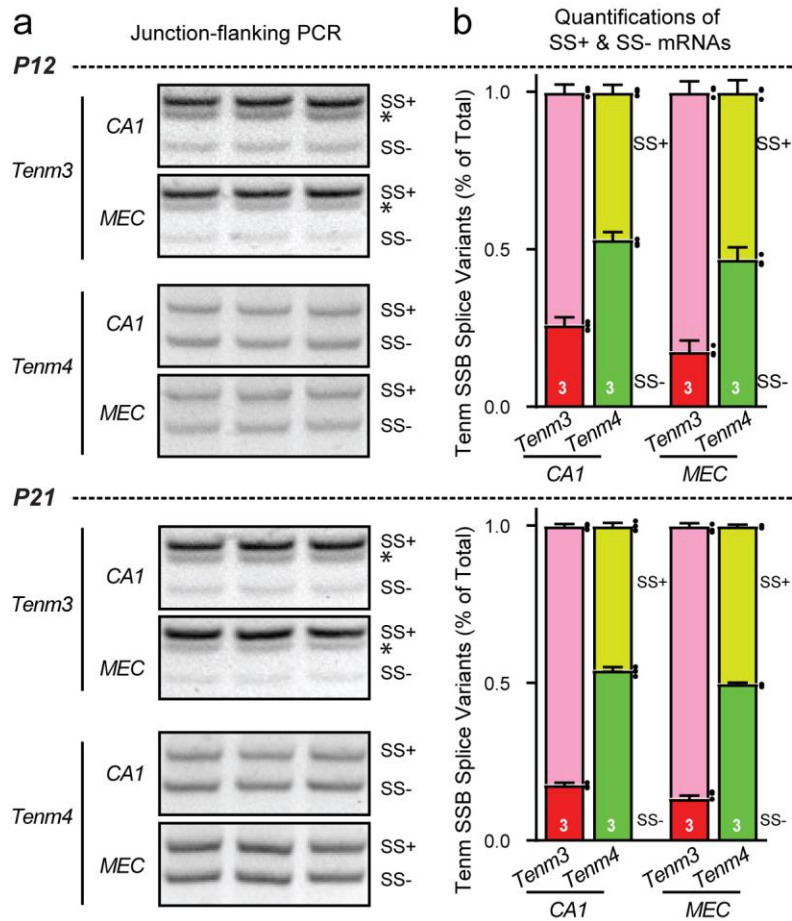 a
Junction-flanking PCR
b
Quantifications of
SS+ & SS- mRNAs
P12
Tenm3
CA1
SS+
*
SS-
MEC
SS+
*
SS-
Tenm4
CA1
SS+
SS-
MEC
SS+
SS-
Tenm SSB Splice Variants (% of Total)
1.0
0.5
0.0
SS+
SS+
SS-
SS-
3
3
3
3
Tenm3
Tenm4
Tenm3
Tenm4
CA1
MEC
P21
Tenm3
CA1
SS+
*
SS-
MEC
SS+
*
SS-
Tenm4
CA1
SS+
SS-
MEC
SS+
SS-
Tenm SSB Splice Variants (% of Total)
1.0
0.5
0.0
SS+
SS+
SS-
SS-
3
3
3
3
Tenm3
Tenm4
Tenm3
Tenm4
CA1
MEC